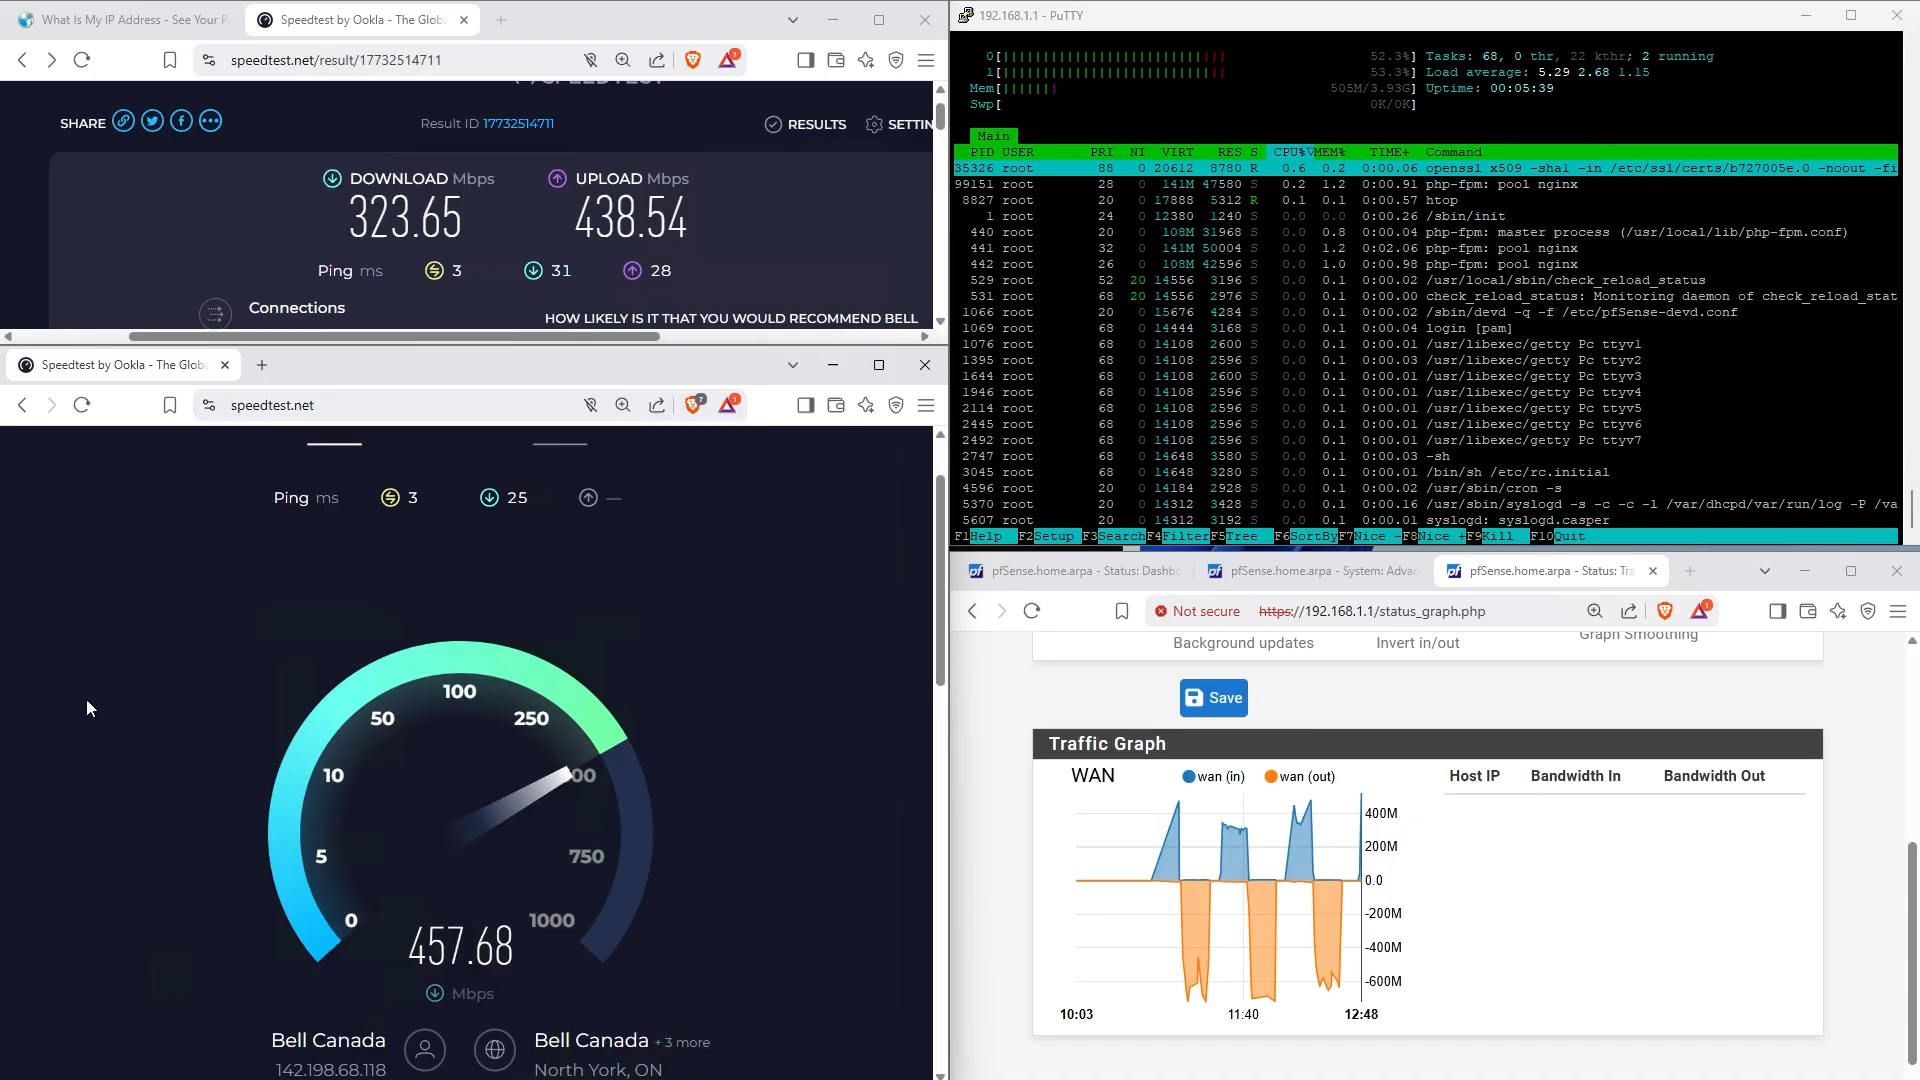 What Is My IP Address - See Your P
Speedtest by Ookla - The Glob
speedtest.net/result/17732514711
1
SHARE
Result ID 17732514711
RESULTS
SETTIN
DOWNLOAD Mbps
323.65
UPLOAD Mbps
438.54
Ping ms 3 31 28
Connections
HOW LIKELY IS IT THAT YOU WOULD RECOMMEND BELL
Speedtest by Ookla - The Glob
speedtest.net
7
1
Ping ms 3 25 —
0
5
10
50
100
250
750
1000
457.68
Mbps
Bell Canada
142.198.68.118
Bell Canada + 3 more
North York, ON
192.168.1.1 - PuTTY
0[||||||||||||||||||||||||||||| 52.3%] Tasks: 68, 0 thr, 22 kthr; 2 running
1[||||||||||||||||||||||||||||| 53.3%] Load average: 5.29 2.68 1.15
Mem[||||||| 505M/3.93G] Uptime: 00:05:39
Swp[ 0K/0K]
Main
PID USER PRI NI VIRT RES S CPU%▽MEM% TIME+ Command
35326 root 88 0 20612 8780 R 0.6 0.2 0:00.06 openssl x509 -sha1 -in /etc/ssl/certs/b727005e.0 -noout -fi
99151 root 28 0 141M 47580 S 0.2 1.2 0:00.91 php-fpm: pool nginx
8827 root 20 0 17888 5312 R 0.1 0.1 0:00.57 htop
1 root 24 0 12380 1240 S 0.0 0.0 0:00.26 /sbin/init
440 root 20 0 108M 31968 S 0.0 0.8 0:00.04 php-fpm: master process (/usr/local/lib/php-fpm.conf)
441 root 32 0 141M 50004 S 0.0 1.2 0:02.06 php-fpm: pool nginx
442 root 26 0 108M 42596 S 0.0 1.0 0:00.98 php-fpm: pool nginx
529 root 52 20 14556 3196 S 0.0 0.1 0:00.02 /usr/local/sbin/check_reload_status
531 root 68 20 14556 2976 S 0.0 0.1 0:00.00 check_reload_status: Monitoring daemon of check_reload_stat
1066 root 20 0 15676 4284 S 0.0 0.1 0:00.02 /sbin/devd -q -f /etc/pfSense-devd.conf
1069 root 68 0 14444 3168 S 0.0 0.1 0:00.04 login [pam]
1076 root 68 0 14108 2600 S 0.0 0.1 0:00.01 /usr/libexec/getty Pc ttyv1
1395 root 68 0 14108 2596 S 0.0 0.1 0:00.03 /usr/libexec/getty Pc ttyv2
1644 root 68 0 14108 2600 S 0.0 0.1 0:00.01 /usr/libexec/getty Pc ttyv3
1946 root 68 0 14108 2596 S 0.0 0.1 0:00.01 /usr/libexec/getty Pc ttyv4
2114 root 68 0 14108 2596 S 0.0 0.1 0:00.01 /usr/libexec/getty Pc ttyv5
2445 root 68 0 14108 2596 S 0.0 0.1 0:00.01 /usr/libexec/getty Pc ttyv6
2492 root 68 0 14108 2596 S 0.0 0.1 0:00.01 /usr/libexec/getty Pc ttyv7
2747 root 68 0 14648 3580 S 0.0 0.1 0:00.03 -sh
3045 root 68 0 14648 3280 S 0.0 0.1 0:00.01 /bin/sh /etc/rc.initial
4596 root 20 0 14184 2928 S 0.0 0.1 0:00.02 /usr/sbin/cron -s
5370 root 20 0 14312 3428 S 0.0 0.1 0:00.16 /usr/sbin/syslogd -s -c -c -l /var/dhcpd/var/run/log -P /va
5607 root 20 0 14312 3192 S 0.0 0.1 0:00.01 syslogd: syslogd.casper
F1Help F2Setup F3SearchF4FilterF5Tree F6SortByF7Nice -F8Nice +F9Kill F10Quit
pfSense.home.arpa - Status: Dashb
pfSense.home.arpa - System: Advan
pfSense.home.arpa - Status: Tra
Not secure https://192.168.1.1/status_graph.php
1
Background updates
Invert in/out
Graph Smoothing
Save
Traffic Graph
WAN
wan (in)
wan (out)
Host IP
Bandwidth In
Bandwidth Out
400M
200M
0.0
-200M
-400M
-600M
10:03
11:40
12:48